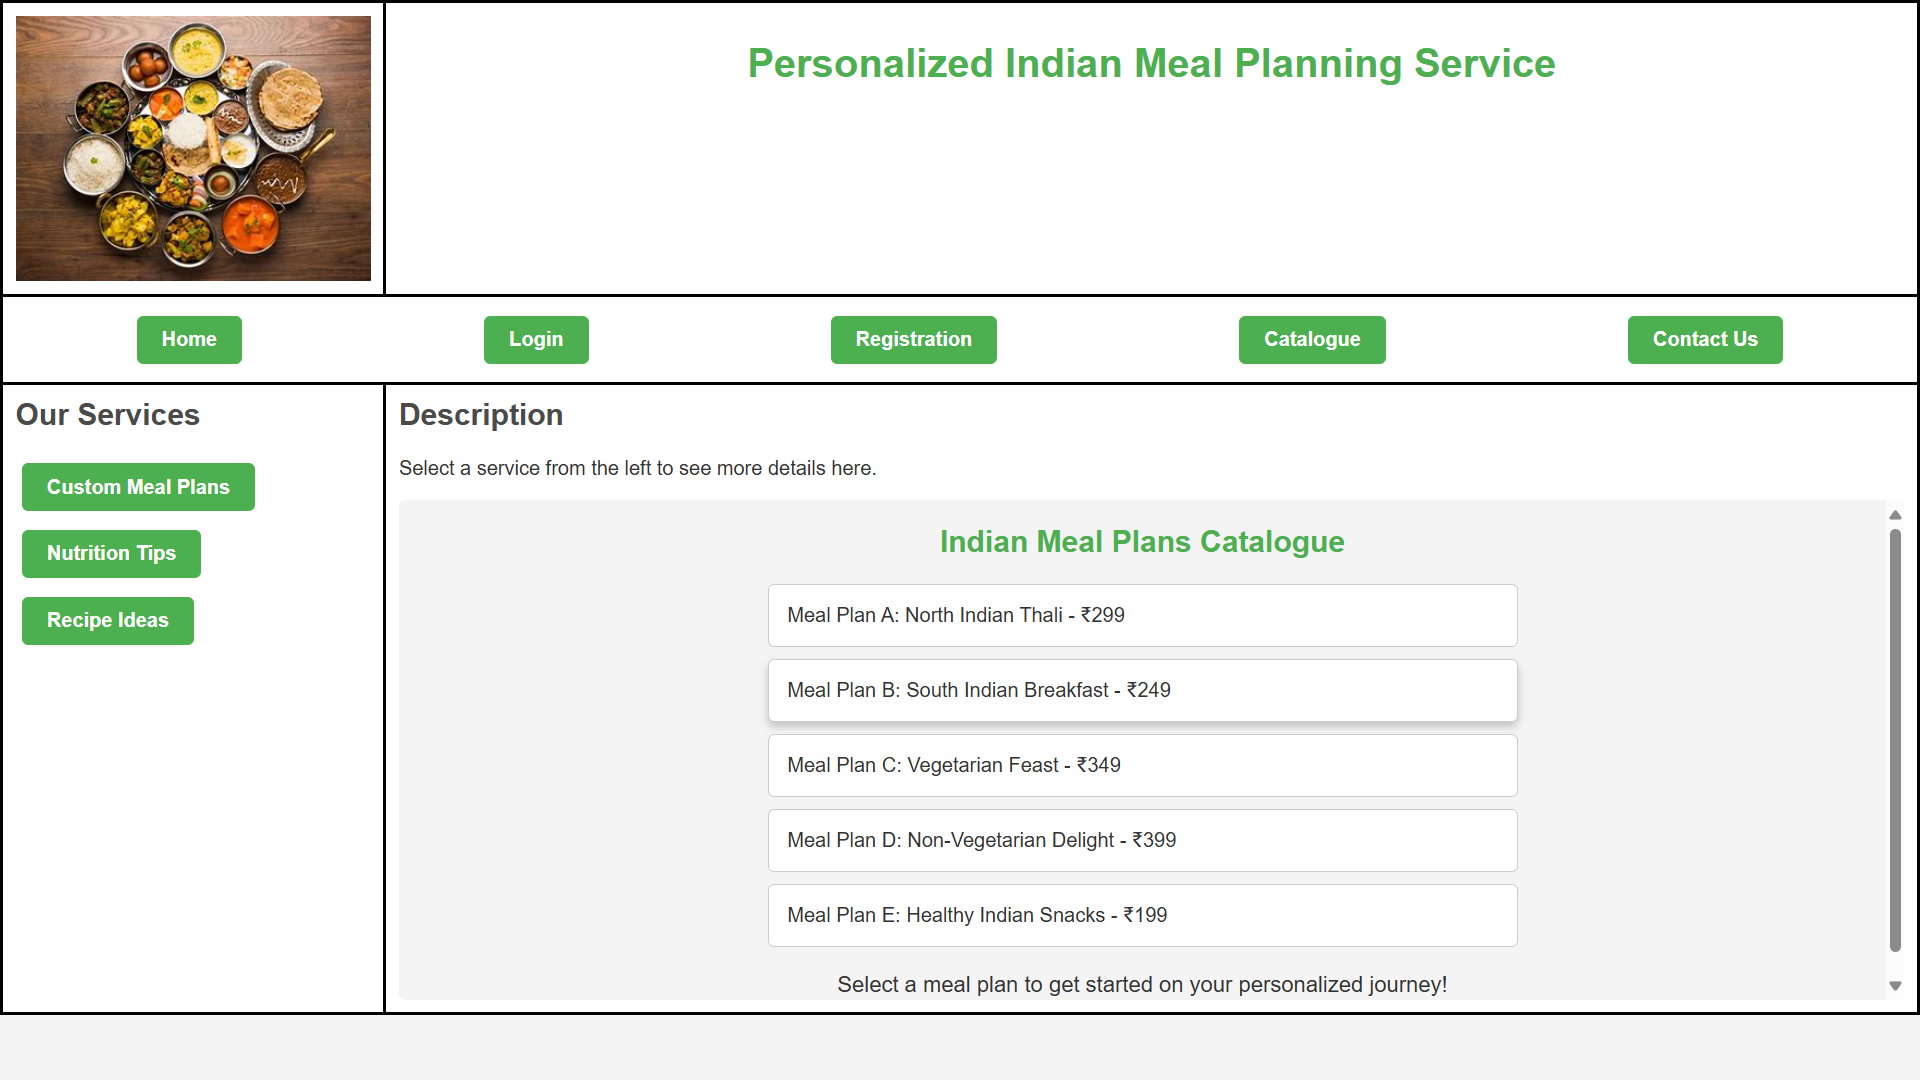 Personalized Indian Meal Planning Service
Home
Login
Registration
Catalogue
Contact Us
Our Services
Custom Meal Plans
Nutrition Tips
Recipe Ideas
Description
Select a service from the left to see more details here.
Indian Meal Plans Catalogue
Meal Plan A: North Indian Thali - ₹299
Meal Plan B: South Indian Breakfast - ₹249
Meal Plan C: Vegetarian Feast - ₹349
Meal Plan D: Non-Vegetarian Delight - ₹399
Meal Plan E: Healthy Indian Snacks - ₹199
Select a meal plan to get started on your personalized journey!